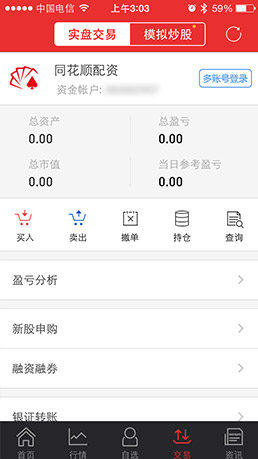 中国电信 上午3:03 59%
实盘交易 模拟炒股
同花顺配资
资金帐户:
多账号登录
总资产 总盈亏
0.00 0.00
总市值 当日参考盈亏
0.00 0.00
买入 卖出 撤单 持仓 查询
盈亏分析
新股申购
融资融券
银证转账
首页 行情 自选 交易 资讯